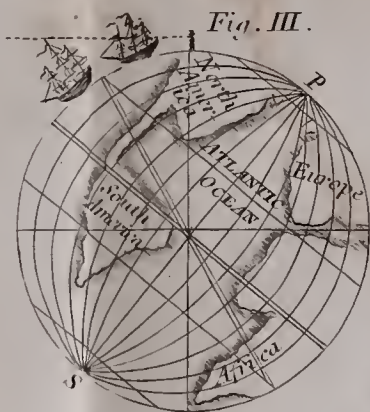 Fig. III.
P
North
America
ATLANTIC
OCEAN
Europe
South
America
Africa
S